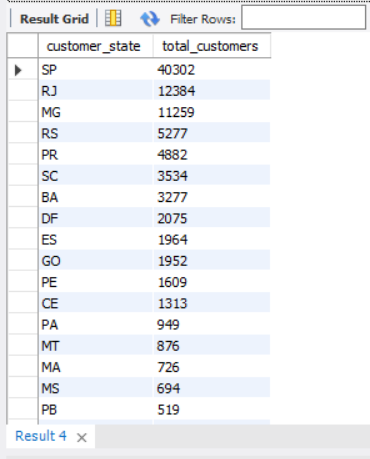 Result Grid Filter Rows:
customer_state total_customers
SP 40302
RJ 12384
MG 11259
RS 5277
PR 4882
SC 3534
BA 3277
DF 2075
ES 1964
GO 1952
PE 1609
CE 1313
PA 949
MT 876
MA 726
MS 694
PB 519
Result 4 ×